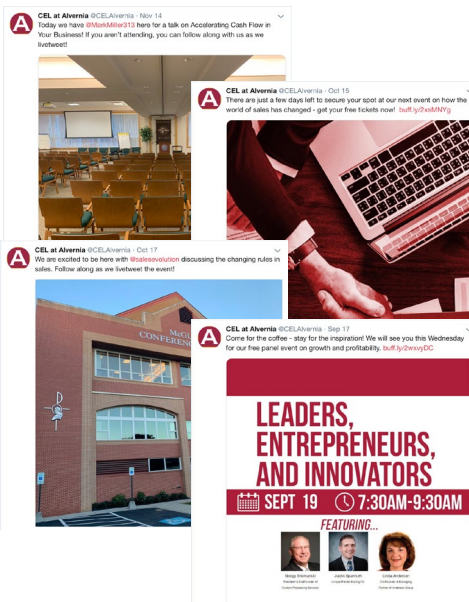 CEL at Alvernia @CELAlvernia · Nov 14
Today we have @MarkMiller313 here for a talk on Accelerating Cash Flow in
Your Business! If you aren't attending, you can follow along with us as we
livetweet!
CEL at Alvernia @CELAlvernia · Oct 15
There are just a few days left to secure your spot at our next event on how the
world of sales has changed - get your free tickets now! buff.ly/2xsMNYg
CEL at Alvernia @CELAlvernia · Oct 17
We are excited to be here with @salesevolution discussing the changing rules in
sales. Follow along as we livetweet the event!
CONFEREN
CEL at Alvernia @CELAlvernia · Sep 17
Come for the coffee - stay for the inspiration! We will see you this Wednesday
for our free panel event on growth and profitability. buff.ly/2wxvyDC
LEADERS,
ENTREPRENEURS,
AND INNOVATORS
SEPT 19 7:30AM-9:30AM
FEATURING...